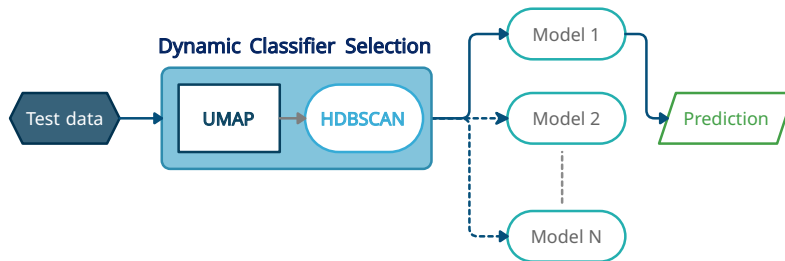 Dynamic Classifier Selection
Test data
UMAP
HDBSCAN
Model 1
Model 2
Model N
Prediction